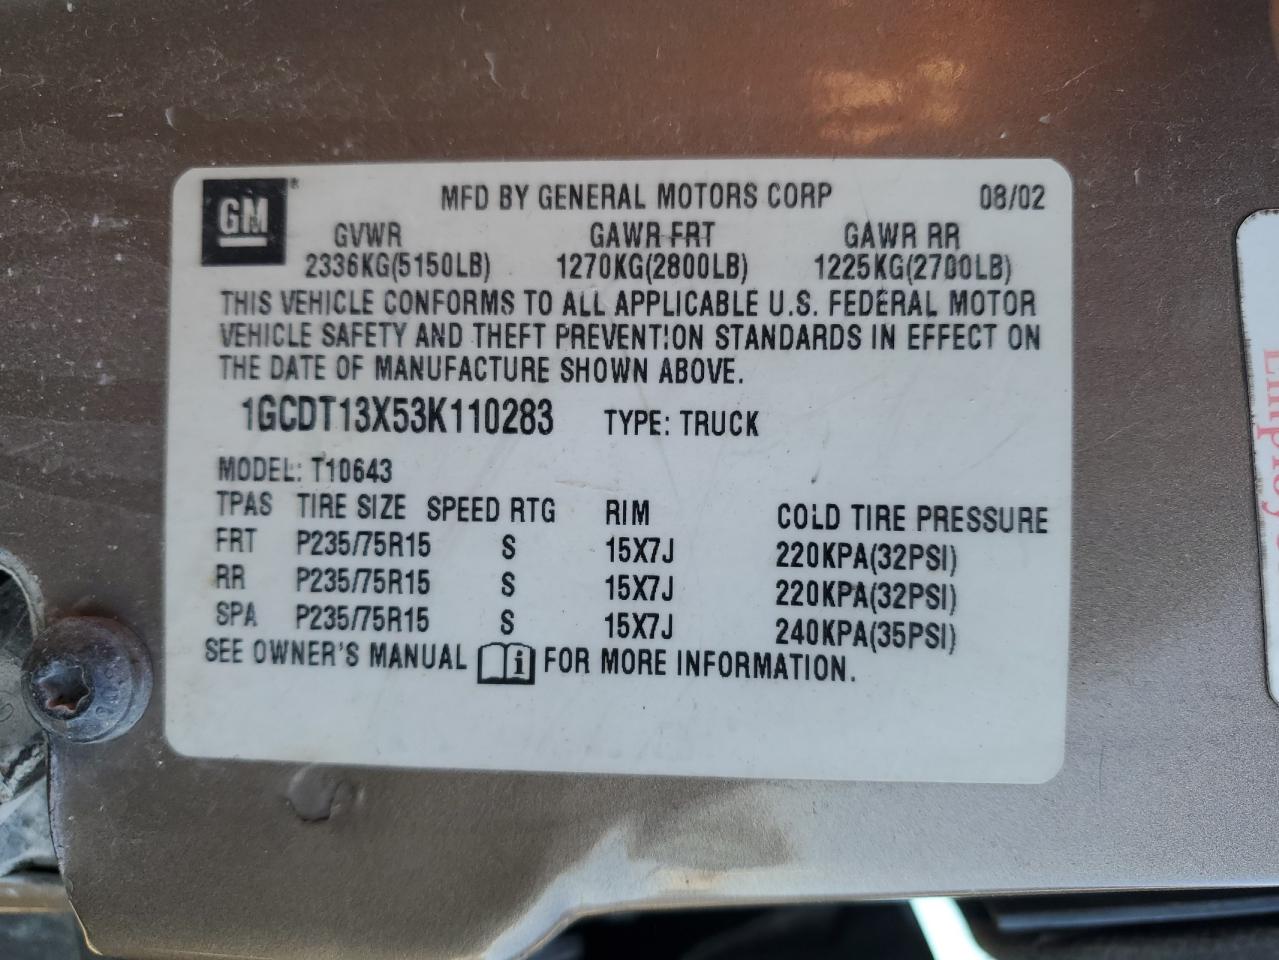 GM ® MFD BY GENERAL MOTORS CORP 08/02
GVWR GAWR FRT GAWR RR
2336KG(5150LB) 1270KG(2800LB) 1225KG(2700LB)
THIS VEHICLE CONFORMS TO ALL APPLICABLE U.S. FEDERAL MOTOR
VEHICLE SAFETY AND THEFT PREVENTION STANDARDS IN EFFECT ON
THE DATE OF MANUFACTURE SHOWN ABOVE.
1GCDT13X53K110283 TYPE: TRUCK
MODEL: T10643
TPAS TIRE SIZE SPEED RTG RIM COLD TIRE PRESSURE
FRT P235/75R15 S 15X7J 220KPA(32PSI)
RR P235/75R15 S 15X7J 220KPA(32PSI)
SPA P235/75R15 S 15X7J 240KPA(35PSI)
SEE OWNER'S MANUAL i FOR MORE INFORMATION.